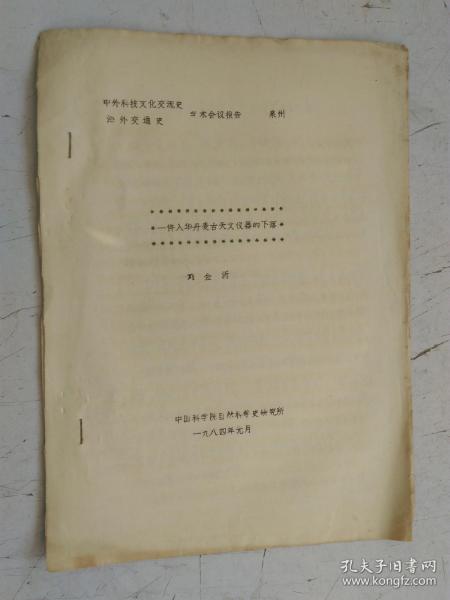 中外科技文化交流史
海外交通史 学术会议报告 泉州
*****************
*一件入华丹麦古天文仪器的下落*
*****************
刘金沂
中国科学院自然科学史研究所
一九八四年元月
孔夫子旧书网
www.kongfz.com